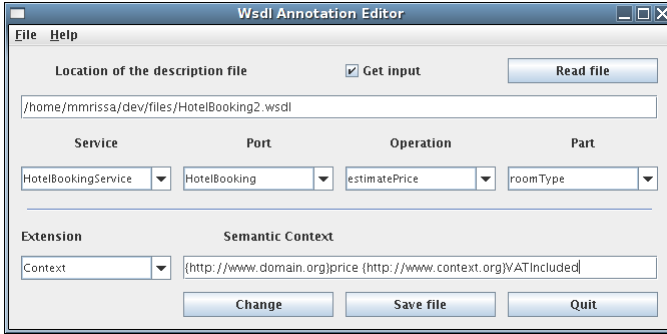 Wsdl Annotation Editor
File Help
Location of the description file Get input Read file
/home/mmrissa/dev/files/HotelBooking2.wsdl
Service Port Operation Part
HotelBookingService HotelBooking estimatePrice roomType
Extension Semantic Context
Context {http://www.domain.org}price {http://www.context.org}VATIncluded
Change Save file Quit